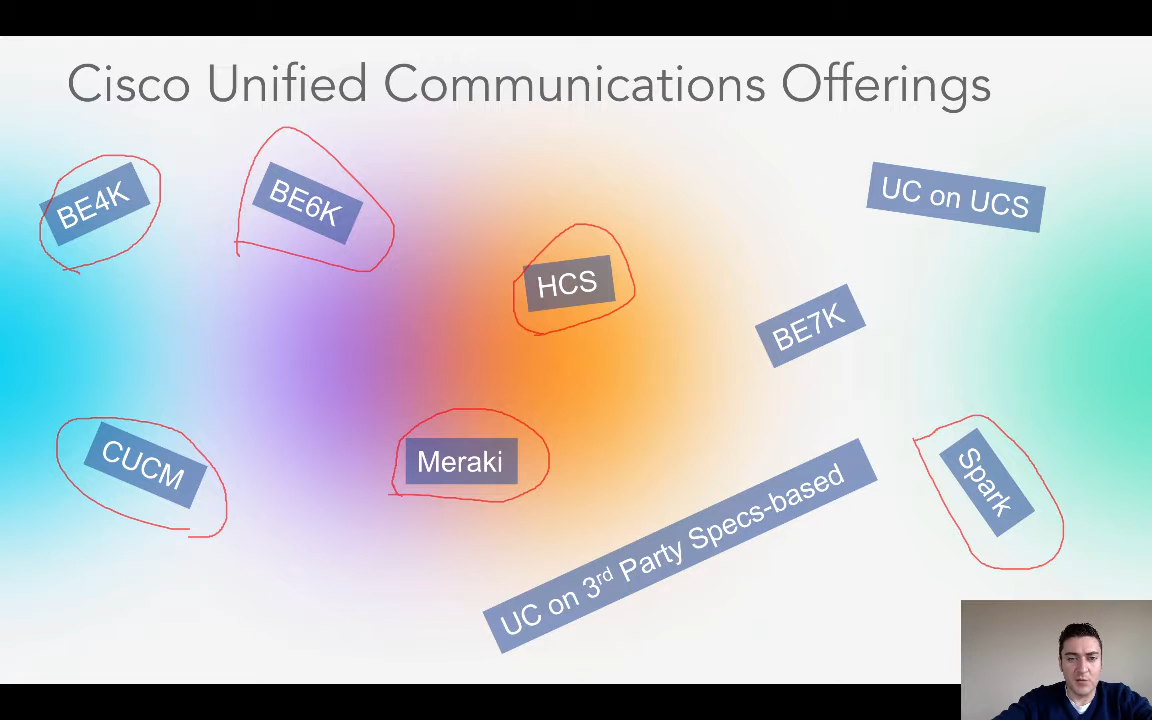 Cisco Unified Communications Offerings
BE4K
BE6K
UC on UCS
HCS
BE7K
CUCM
Meraki
Spark
UC on 3rd Party Specs-based